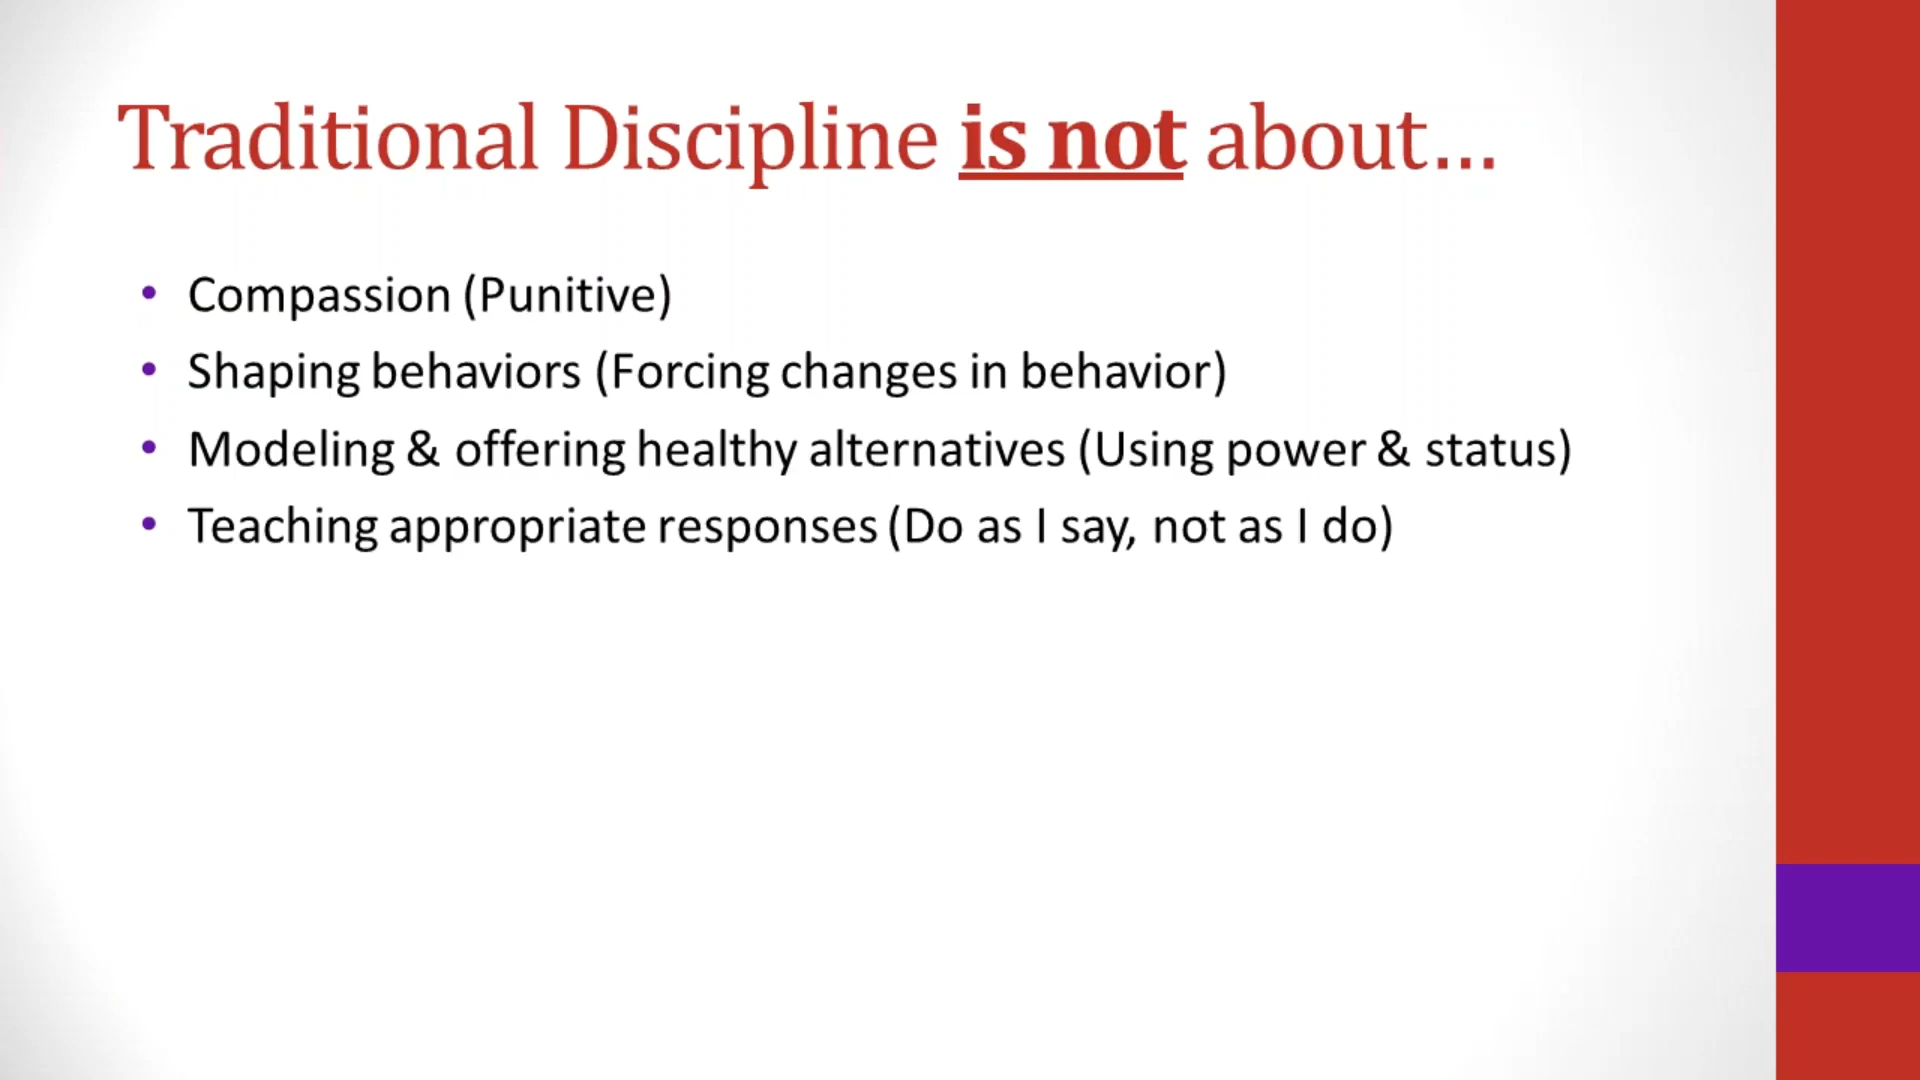 Traditional Discipline is not about...
• Compassion (Punitive)
• Shaping behaviors (Forcing changes in behavior)
• Modeling & offering healthy alternatives (Using power & status)
• Teaching appropriate responses (Do as I say, not as I do)